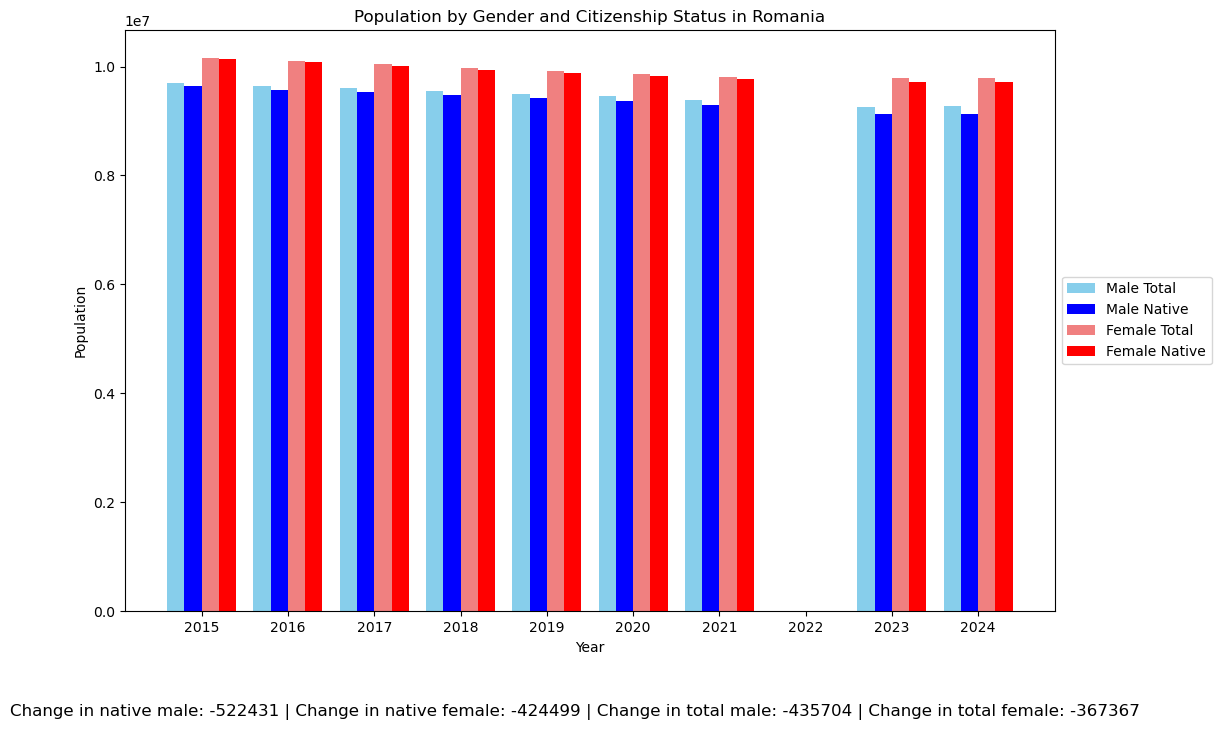 Population by Gender and Citizenship Status in Romania
1e7
1.0
0.8
0.6
0.4
0.2
0.0
Population
2015 2016 2017 2018 2019 2020 2021 2022 2023 2024
Year
Male Total
Male Native
Female Total
Female Native
Change in native male: -522431 | Change in native female: -424499 | Change in total male: -435704 | Change in total female: -367367